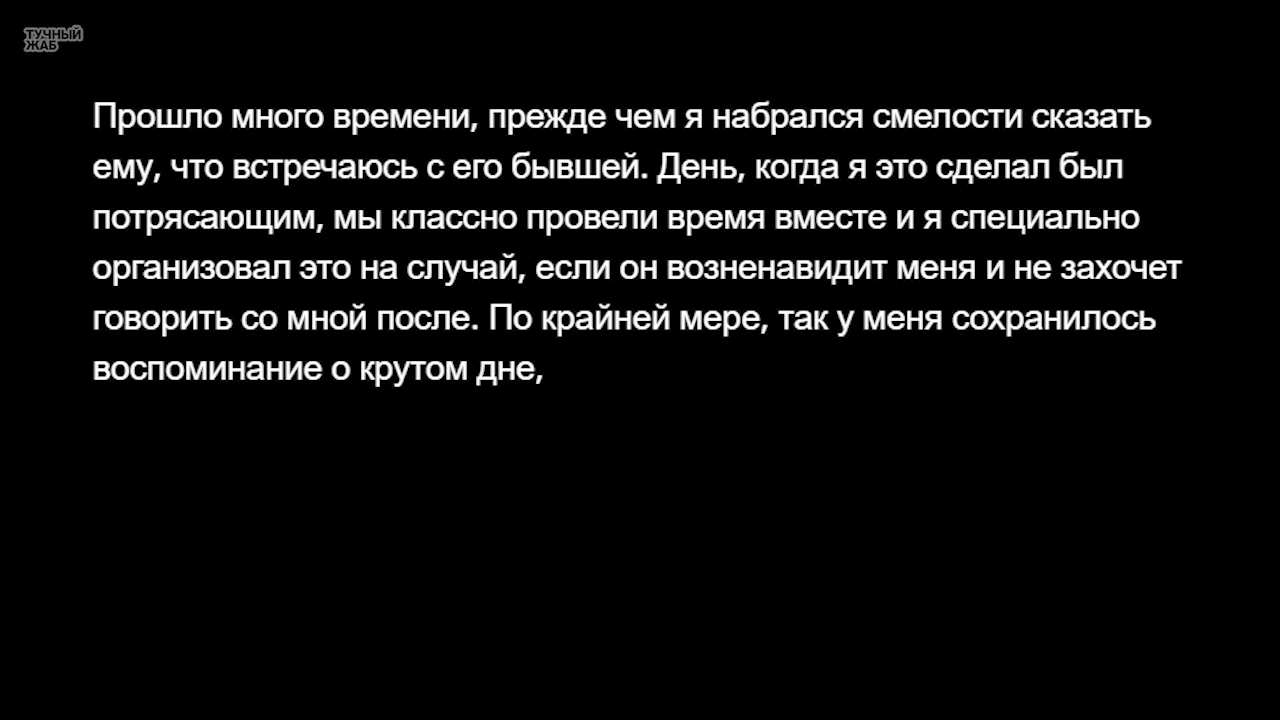 ТУЧНЫЙ
ЖАБ
Прошло много времени, прежде чем я набрался смелости сказать
ему, что встречаюсь с его бывшей. День, когда я это сделал был
потрясающим, мы классно провели время вместе и я специально
организовал это на случай, если он возненавидит меня и не захочет
говорить со мной после. По крайней мере, так у меня сохранилось
воспоминание о крутом дне,